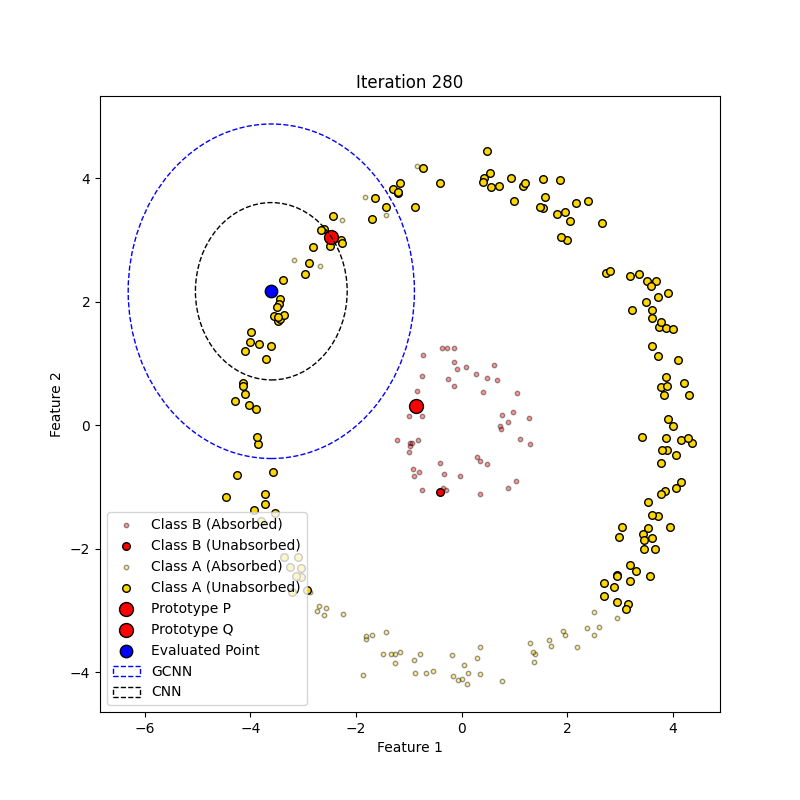 Iteration 280
Feature 2
4
2
0
−2
−4
Class B (Absorbed)
Class B (Unabsorbed)
Class A (Absorbed)
Class A (Unabsorbed)
Prototype P
Prototype Q
Evaluated Point
GCNN
CNN
−6
−4
−2
0
2
4
Feature 1